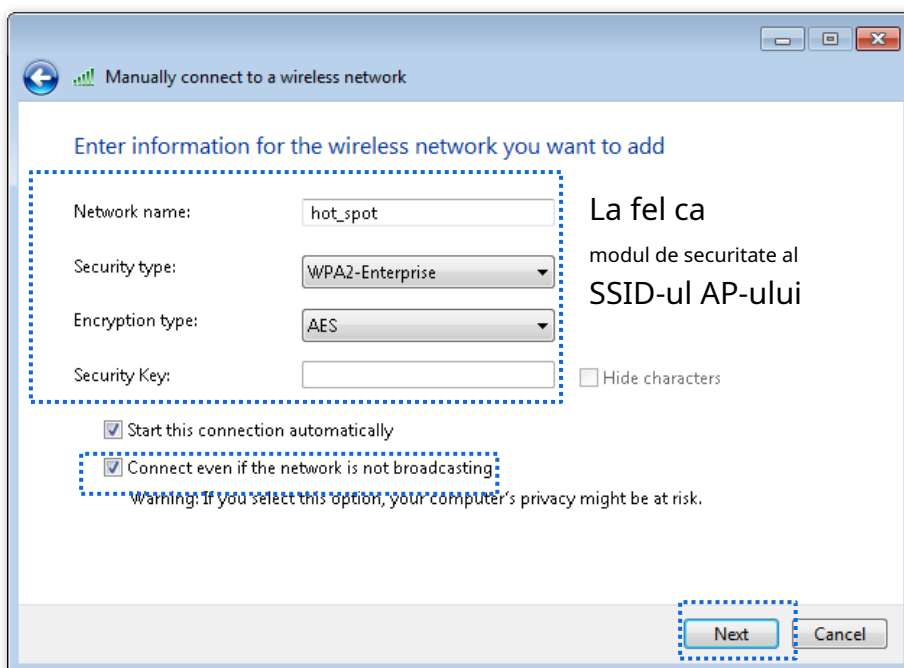 Manually connect to a wireless network
Enter information for the wireless network you want to add
Network name:
hot_spot
La fel ca
Security type:
WPA2-Enterprise
modul de securitate al
SSID-ul AP-ului
Encryption type:
AES
Security Key:
Hide characters
Start this connection automatically
Connect even if the network is not broadcasting
Warning: If you select this option, your computer's privacy might be at risk.
Next
Cancel